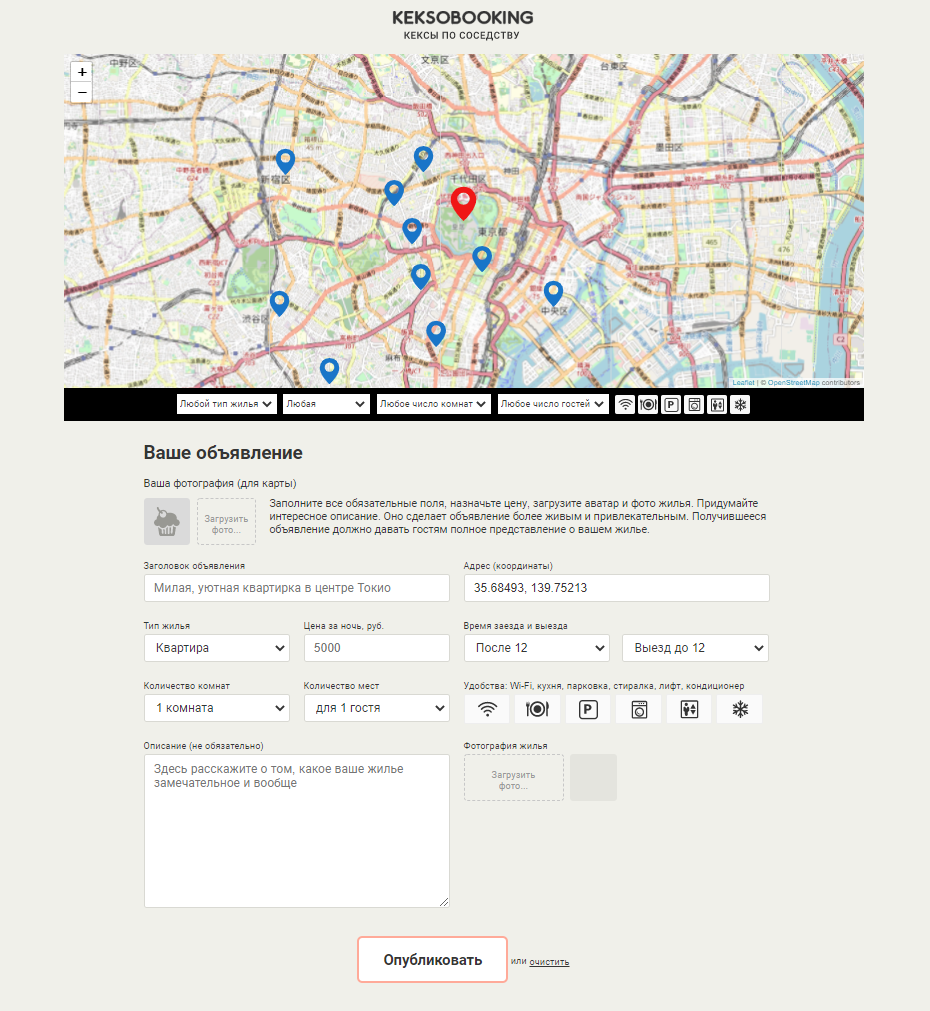 KEKSOBOOKING
КЕКСЫ ПО СОСЕДСТВУ
中野区
文京区
台東区
+
−
墨田区
新宿区
千代田区
神田
東京都
465
476
渋谷区
中央区
麻布
C2
Leaflet | © OpenStreetMap contributors
Любой тип жилья
Любая
Любое число комнат
Любое число гостей
P
Ваше объявление
Ваша фотография (для карты)
Загрузить
фото...
Заполните все обязательные поля, назначьте цену, загрузите аватар и фото жилья. Придумайте
интересное описание. Оно сделает объявление более живым и привлекательным. Получившееся
объявление должно давать гостям полное представление о вашем жилье.
Заголовок объявления
Адрес (координаты)
Милая, уютная квартирка в центре Токио
35.68493, 139.75213
Тип жилья
Цена за ночь, руб.
Время заезда и выезда
Квартира
5000
После 12
Выезд до 12
Количество комнат
Количество мест
Удобства: Wi-Fi, кухня, парковка, стиралка, лифт, кондиционер
1 комната
для 1 гостя
P
Описание (не обязательно)
Фотография жилья
Здесь расскажите о том, какое ваше жилье
замечательное и вообще
Загрузить
фото...
Опубликовать
или очистить